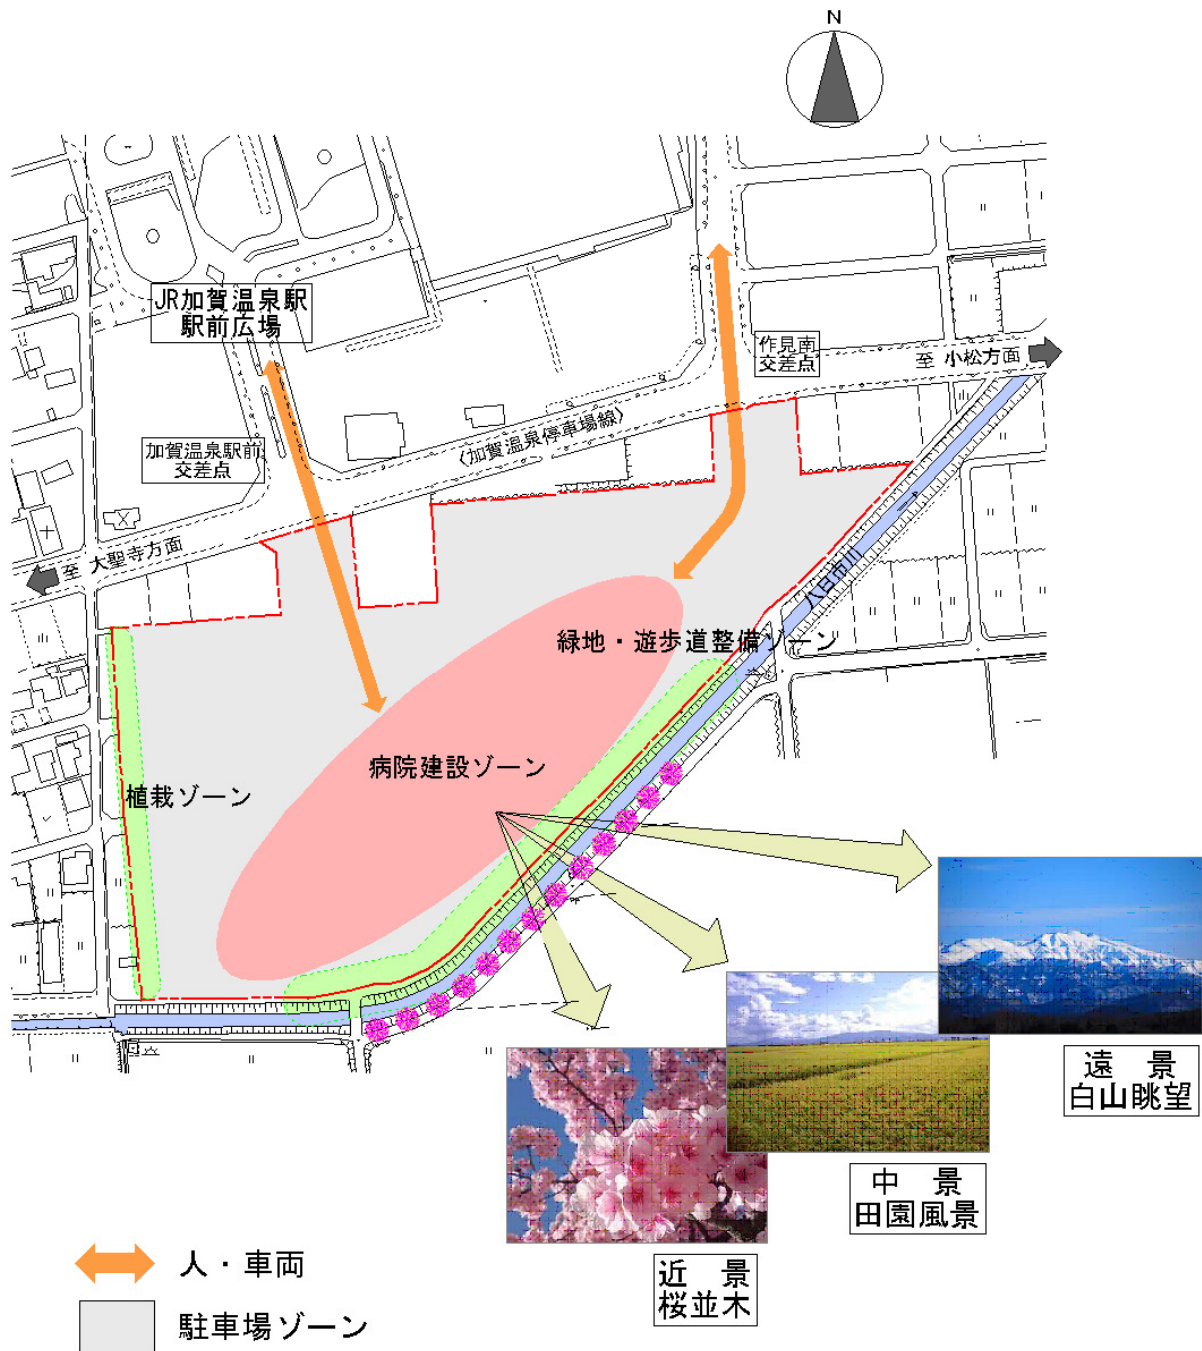 N
JR加賀温泉駅
駅前広場
作見南
交差点
至 小松方面
加賀温泉駅前
交差点
〈加賀温泉停車場線〉
至 大聖寺方面
八日市川
緑地・遊歩道整備ゾーン
病院建設ゾーン
植栽ゾーン
遠 景
白山眺望
中 景
田園風景
近 景
桜並木
人・車両
駐車場ゾーン